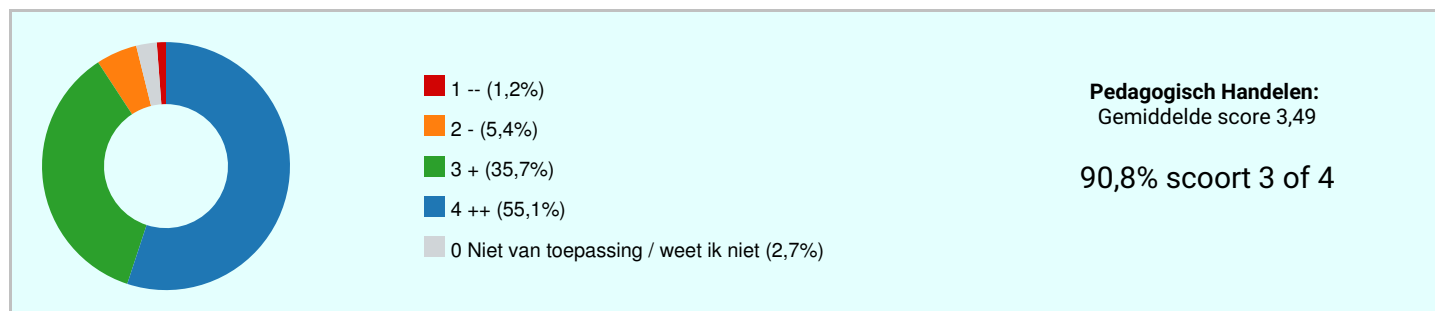 1 -- (1,2%)
2 - (5,4%)
3 + (35,7%)
4 ++ (55,1%)
0 Niet van toepassing / weet ik niet (2,7%)
Pedagogisch Handelen:
Gemiddelde score 3,49
90,8% scoort 3 of 4